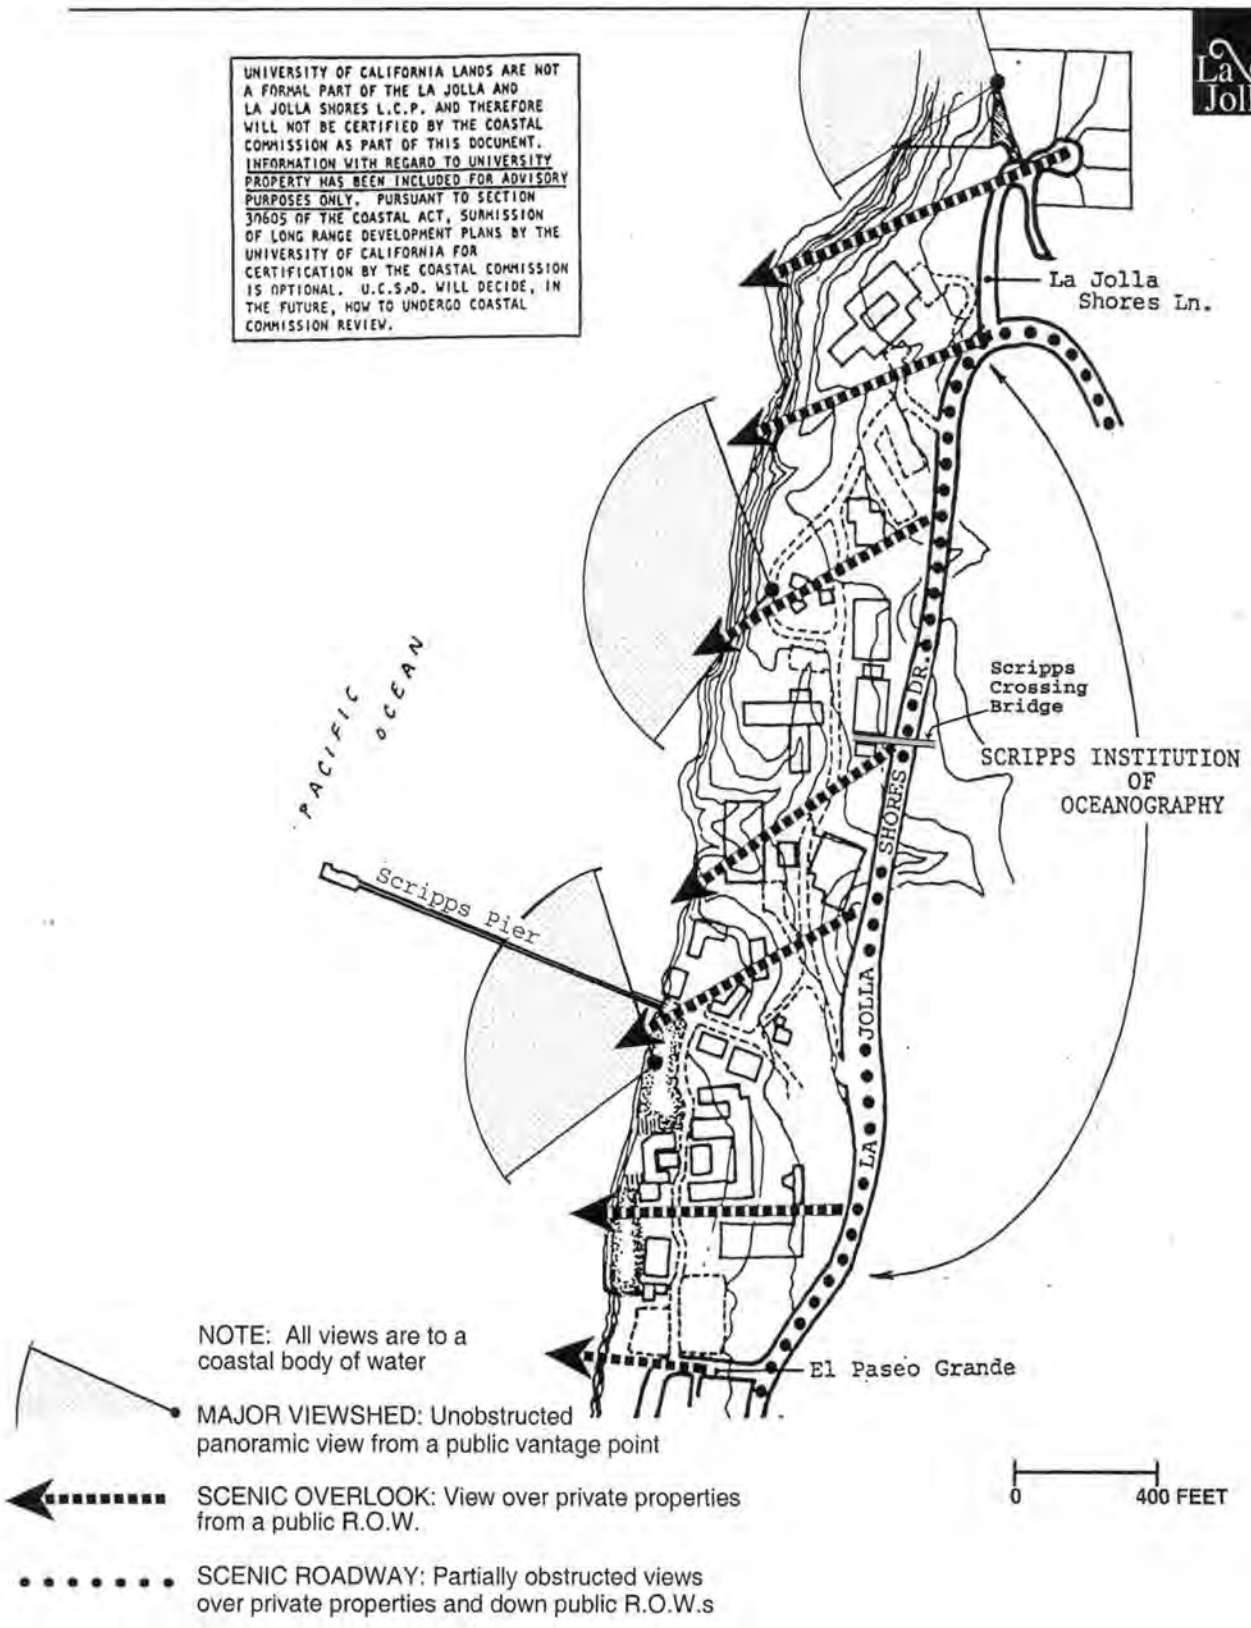 La
Joll
UNIVERSITY OF CALIFORNIA LANDS ARE NOT
A FORMAL PART OF THE LA JOLLA AND
LA JOLLA SHORES L.C.P. AND THEREFORE
WILL NOT BE CERTIFIED BY THE COASTAL
COMMISSION AS PART OF THIS DOCUMENT.
INFORMATION WITH REGARD TO UNIVERSITY
PROPERTY HAS BEEN INCLUDED FOR ADVISORY
PURPOSES ONLY. PURSUANT TO SECTION
30605 OF THE COASTAL ACT, SUBMISSION
OF LONG RANGE DEVELOPMENT PLANS BY THE
UNIVERSITY OF CALIFORNIA FOR
CERTIFICATION BY THE COASTAL COMMISSION
IS OPTIONAL. U.C.S.D. WILL DECIDE, IN
THE FUTURE, HOW TO UNDERGO COASTAL
COMMISSION REVIEW.
La Jolla
Shores Ln.
PACIFIC
OCEAN
Scripps
Crossing
Bridge
SCRIPPS INSTITUTION
OF
OCEANOGRAPHY
LA JOLLA SHORES DR.
Scripps Pier
El Paseo Grande
NOTE: All views are to a
coastal body of water
MAJOR VIEWSHED: Unobstructed
panoramic view from a public vantage point
SCENIC OVERLOOK: View over private properties
from a public R.O.W.
SCENIC ROADWAY: Partially obstructed views
over private properties and down public R.O.W.s
0 400 FEET